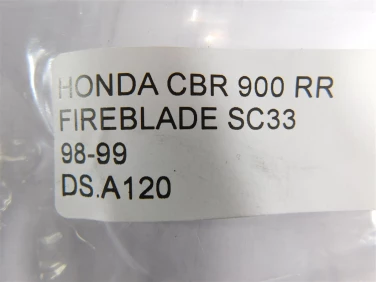 HONDA CBR 900 RR
FIREBLADE SC33
98-99
DS.A120